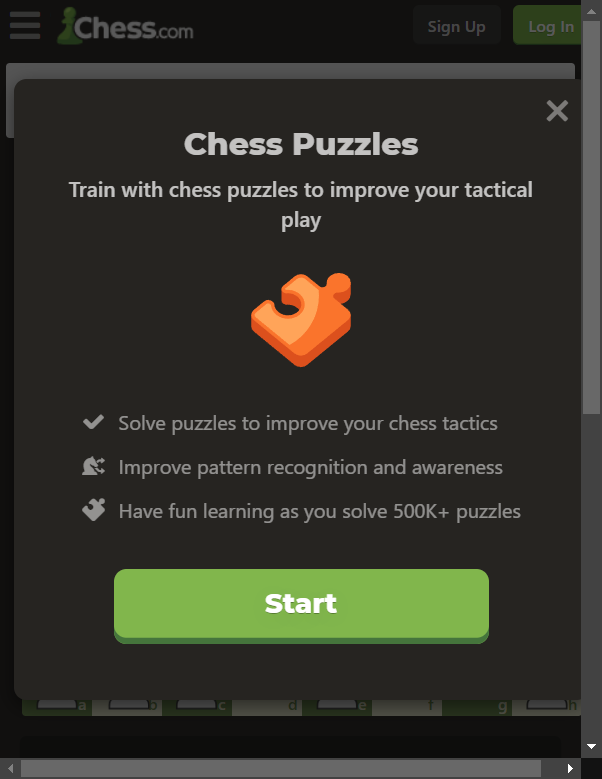 Chess.com
Sign Up
Log In
Chess Puzzles
Train with chess puzzles to improve your tactical
play
Solve puzzles to improve your chess tactics
Improve pattern recognition and awareness
Have fun learning as you solve 500K+ puzzles
Start
a b c d e f g h